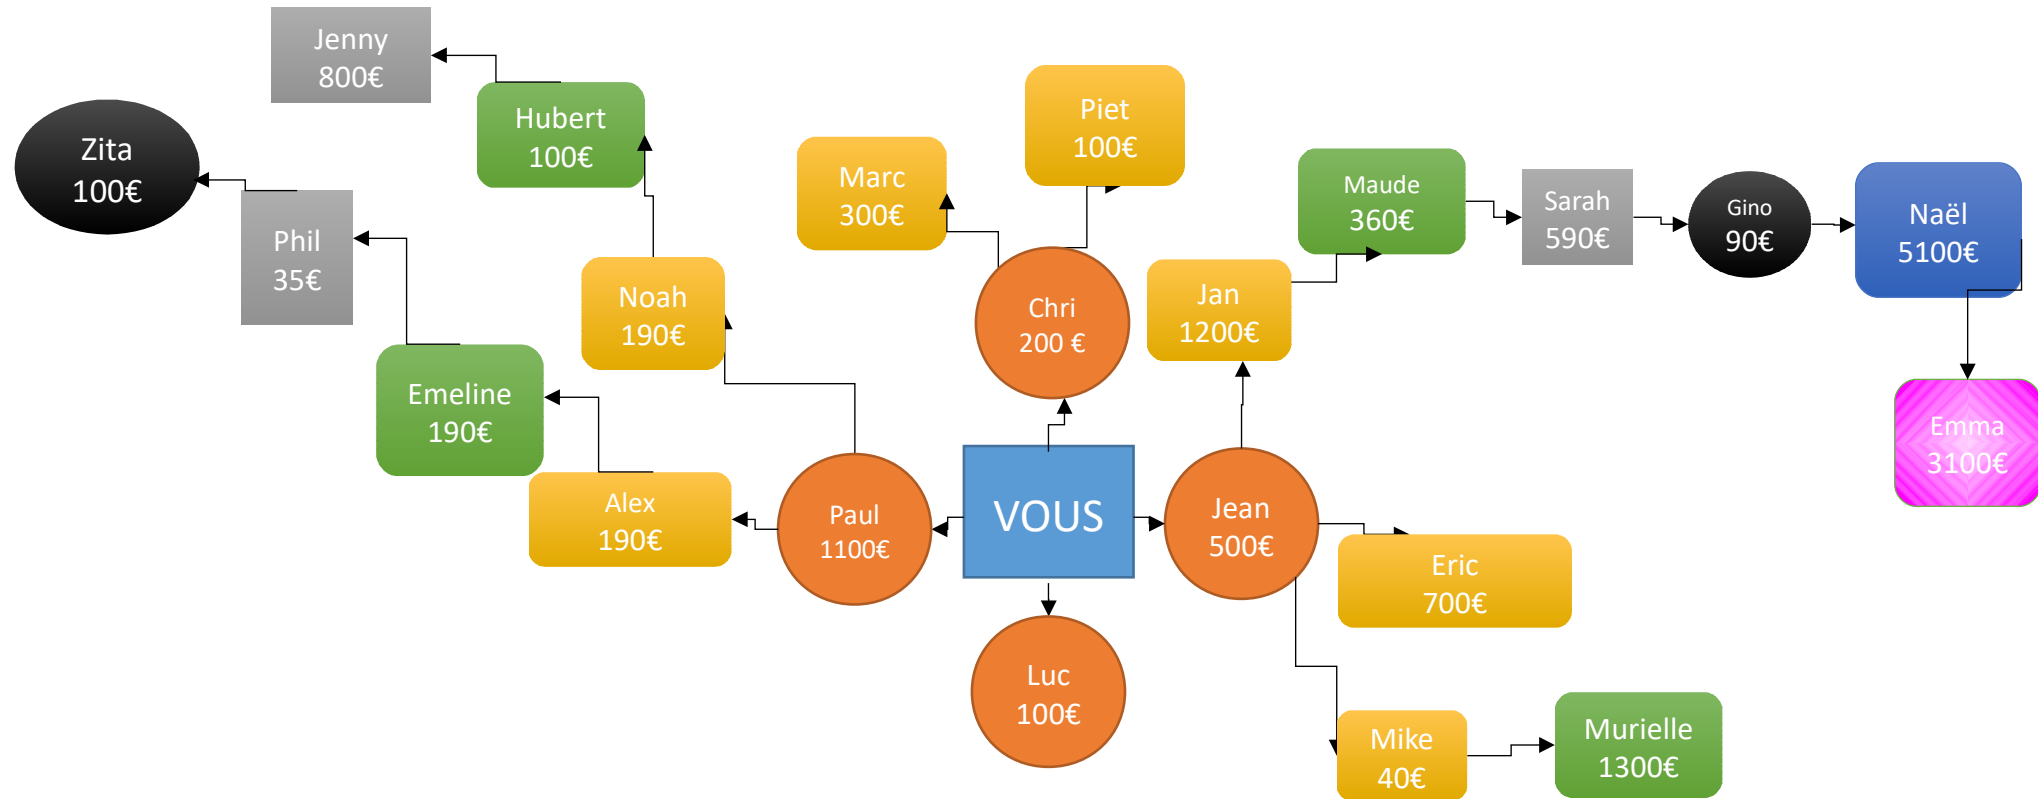 Jenny
800€
Zita
100€
Hubert
100€
Phil
35€
Noah
190€
Emeline
190€
Alex
190€
Paul
1100€
Marc
300€
Piet
100€
Chri
200 €
VOUS
Luc
100€
Jean
500€
Jan
1200€
Maude
360€
Sarah
590€
Gino
90€
Naël
5100€
Emma
3100€
Eric
700€
Mike
40€
Murielle
1300€